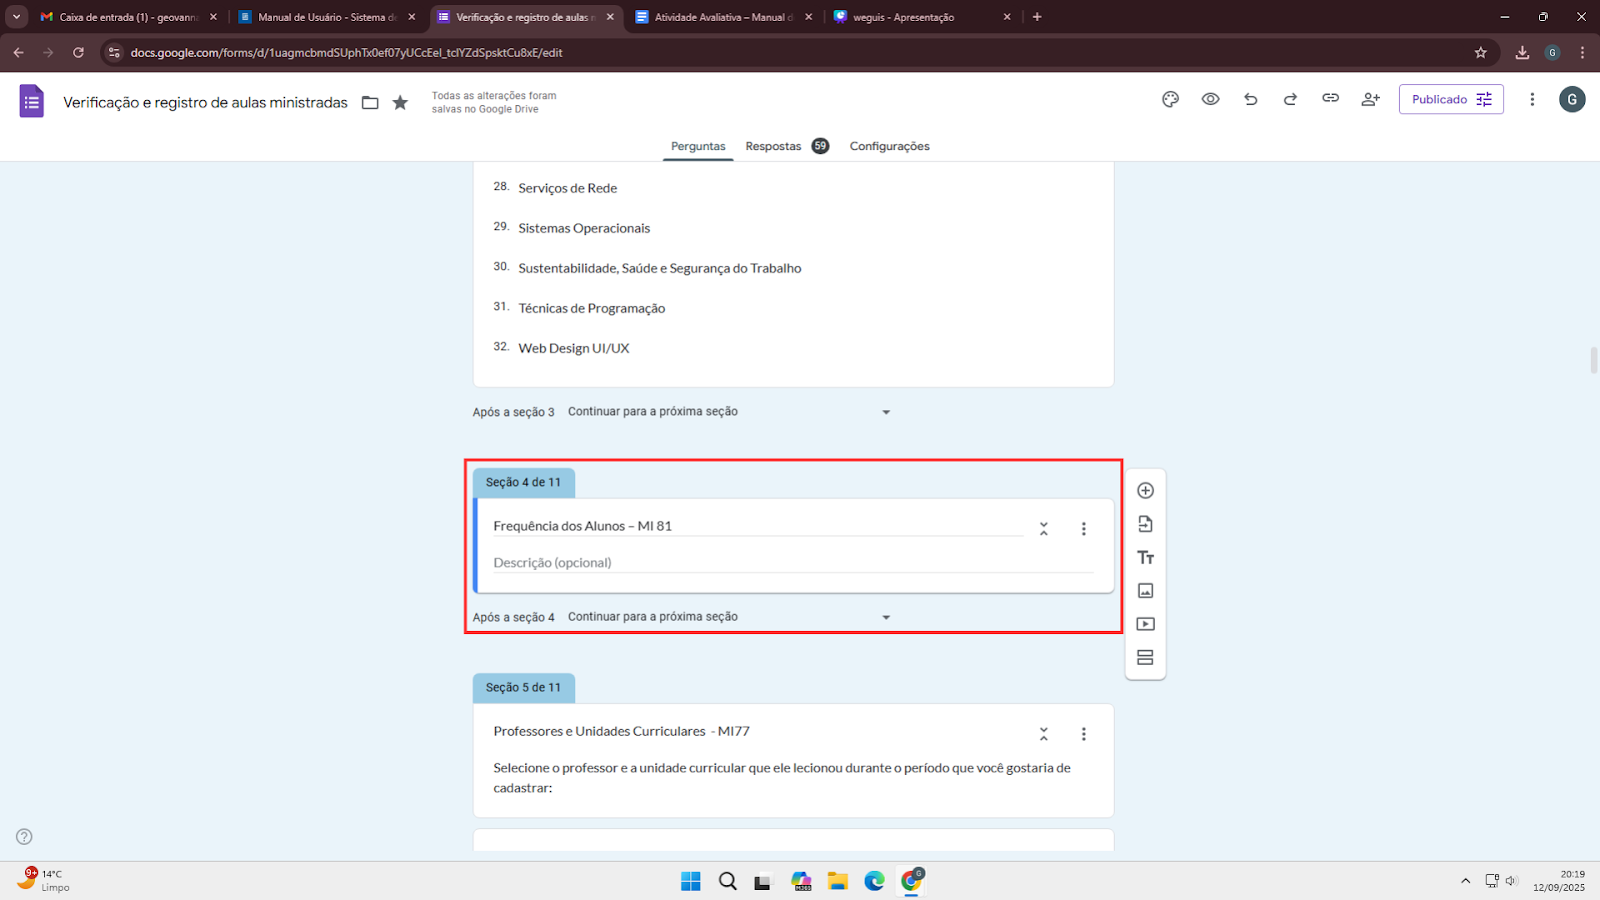 Caixa de entrada (1) - geovanna
Manual de Usuário - Sistema de
Verificação e registro de aulas m
Atividade Avaliativa – Manual d
weguis - Apresentação
docs.google.com/forms/d/1uagmcbmdSUphTx0ef07yUCcEel_tclYZdSpsktCu8xE/edit
G
Verificação e registro de aulas ministradas
Todas as alterações foram
salvas no Google Drive
Publicado
G
Perguntas
Respostas
59
Configurações
28. Serviços de Rede
29. Sistemas Operacionais
30. Sustentabilidade, Saúde e Segurança do Trabalho
31. Técnicas de Programação
32. Web Design UI/UX
Após a seção 3 Continuar para a próxima seção
Seção 4 de 11
Frequência dos Alunos – MI 81
Descrição (opcional)
Após a seção 4 Continuar para a próxima seção
Tт
Seção 5 de 11
Professores e Unidades Curriculares - MI77
Selecione o professor e a unidade curricular que ele lecionou durante o período que você gostaria de
cadastrar:
9+
14°C
Limpo
M365
G
20:19
12/09/2025